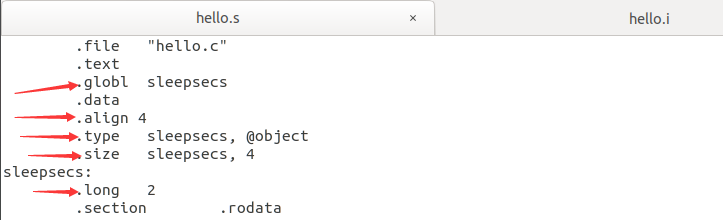 hello.s × hello.i
.file "hello.c"
.text
.globl sleepsecs
.data
.align 4
.type sleepsecs, @object
.size sleepsecs, 4
sleepsecs:
.long 2
.section .rodata